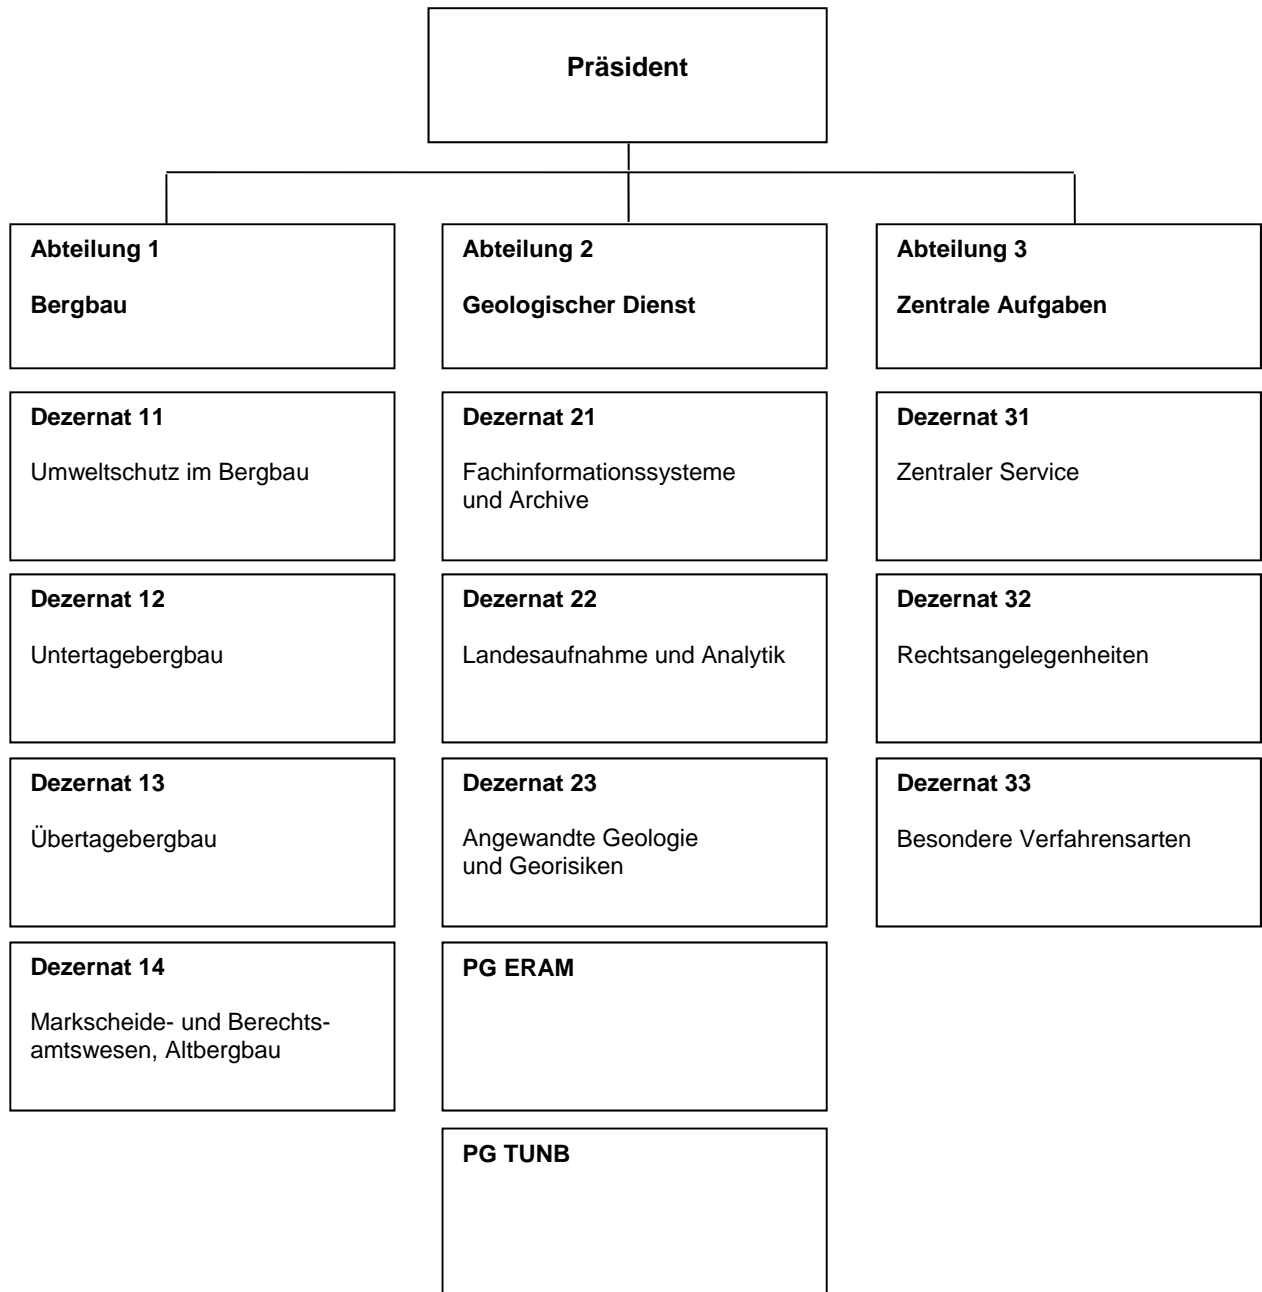 Präsident
Abteilung 1
Bergbau
Abteilung 2
Geologischer Dienst
Abteilung 3
Zentrale Aufgaben
Dezernat 11
Umweltschutz im Bergbau
Dezernat 21
Fachinformationssysteme
und Archive
Dezernat 31
Zentraler Service
Dezernat 12
Untertagebergbau
Dezernat 22
Landesaufnahme und Analytik
Dezernat 32
Rechtsangelegenheiten
Dezernat 13
Übertagebergbau
Dezernat 23
Angewandte Geologie
und Georisiken
Dezernat 33
Besondere Verfahrensarten
Dezernat 14
Markscheide- und Berechts-
amtswesen, Altbergbau
PG ERAM
PG TUNB